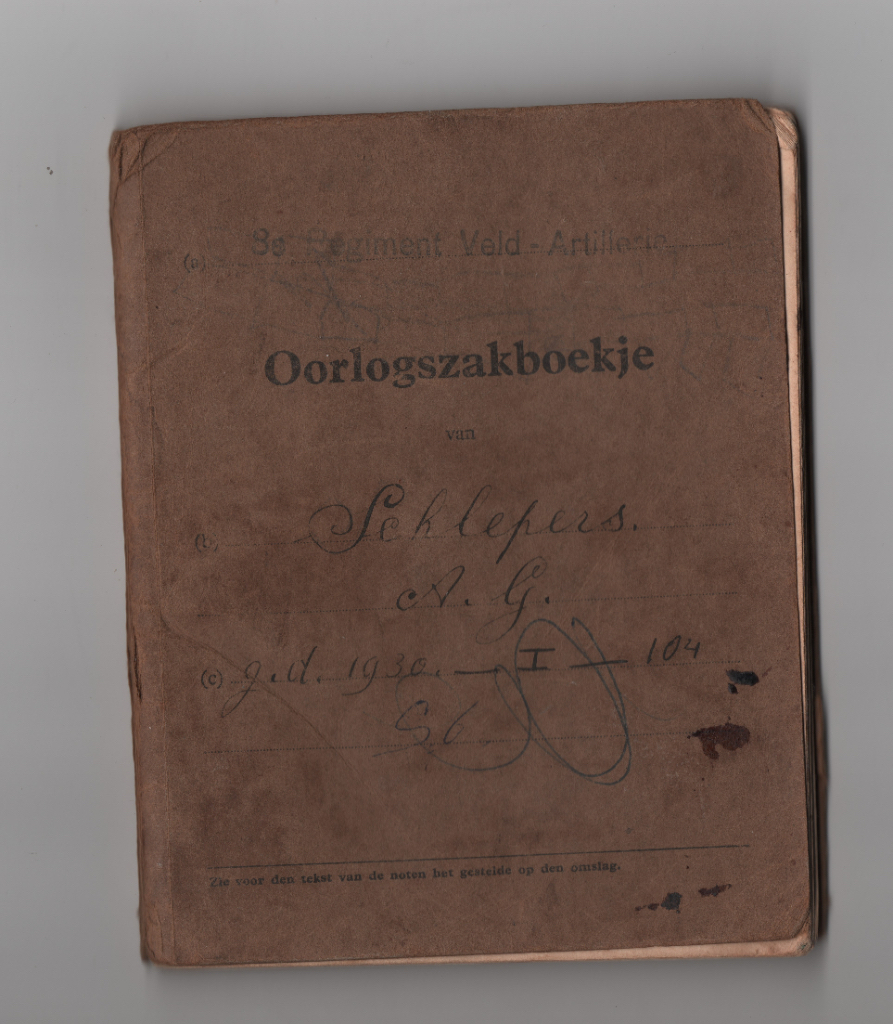 (a) 8e Regiment Veld - Artillerie
Oorlogszakboekje
van
(b) Schlepers.
A. G.
(c) g.d. 1930. — I — 104
S 6
Zie voor den tekst van de noten het gestelde op den omslag.